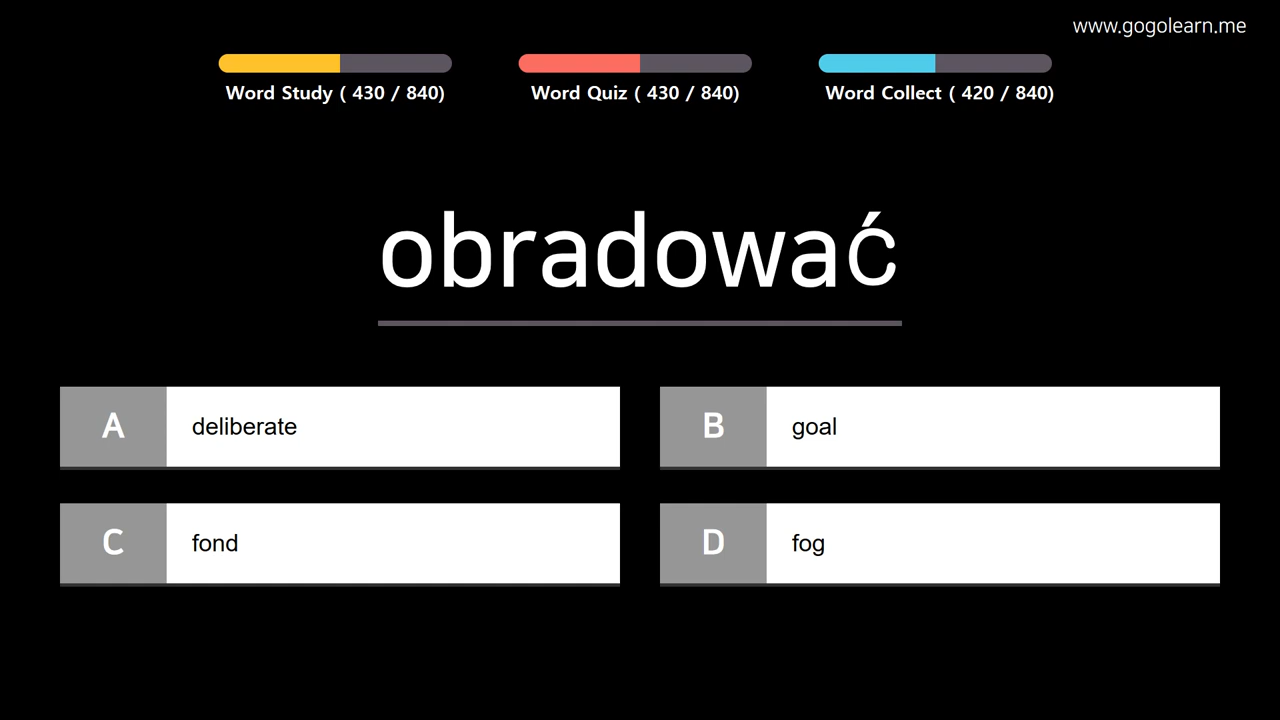 www.gogolearn.me
Word Study ( 430 / 840)
Word Quiz ( 430 / 840)
Word Collect ( 420 / 840)
obradować
A deliberate
B goal
C fond
D fog